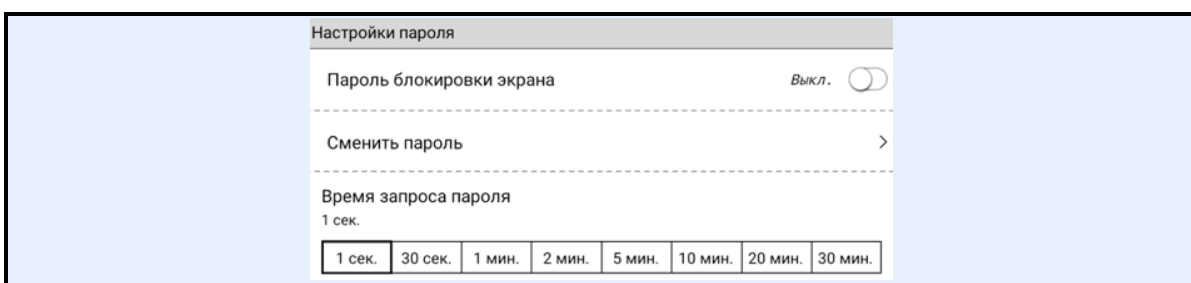 Настройки пароля
Пароль блокировки экрана Выкл.
Сменить пароль
Время запроса пароля
1 сек.
1 сек. 30 сек. 1 мин. 2 мин. 5 мин. 10 мин. 20 мин. 30 мин.